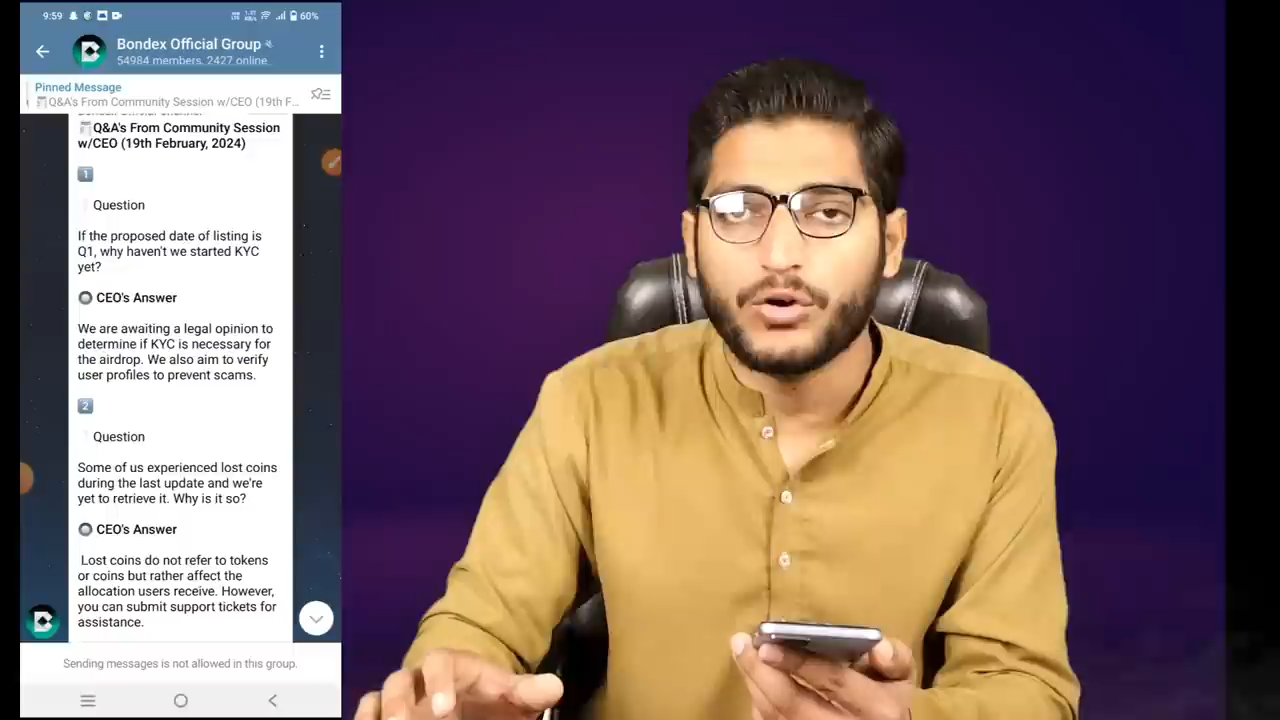 9:59
60%
Bondex Official Group
54984 members, 2427 online
Pinned Message
Q&A's From Community Session w/CEO (19th F...
Q&A's From Community Session
w/CEO (19th February, 2024)
1
Question
If the proposed date of listing is
Q1, why haven't we started KYC
yet?
CEO's Answer
We are awaiting a legal opinion to
determine if KYC is necessary for
the airdrop. We also aim to verify
user profiles to prevent scams.
2
Question
Some of us experienced lost coins
during the last update and we're
yet to retrieve it. Why is it so?
CEO's Answer
Lost coins do not refer to tokens
or coins but rather affect the
allocation users receive. However,
you can submit support tickets for
assistance.
Sending messages is not allowed in this group.